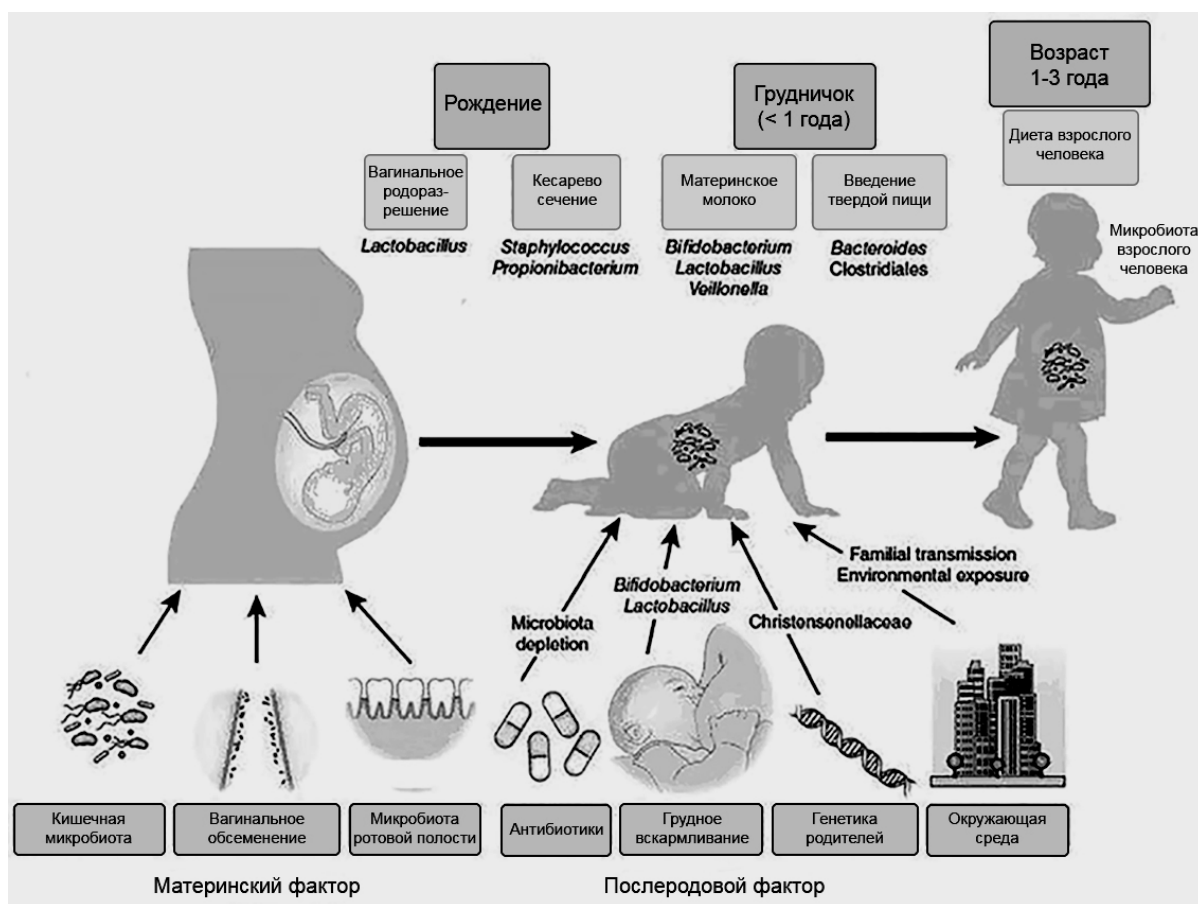 Возраст
1-3 года
Рождение
Грудничок
(< 1 года)
Диета взрослого
человека
Вагинальное
родораз-
решение
Кесарево
сечение
Материнское
молоко
Введение
твердой пищи
Lactobacillus
Staphylococcus
Propionibacterium
Bifidobacterium
Lactobacillus
Veillonella
Bacteroides
Clostridiales
Микробиота
взрослого
человека
Familial transmission
Environmental exposure
Bifidobacterium
Lactobacillus
Microbiota
depletion
Christensenellaceae
Кишечная
микробиота
Вагинальное
обсеменение
Микробиота
ротовой полости
Антибиотики
Грудное
вскармливание
Генетика
родителей
Окружающая
среда
Материнский фактор
Послеродовой фактор